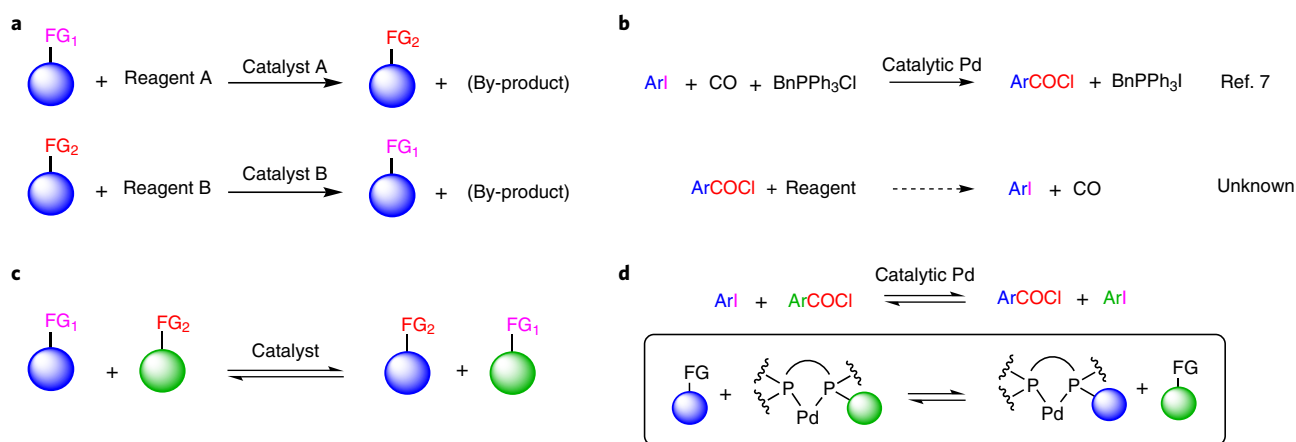 a
FG₁ + Reagent A Catalyst A FG₂ + (By-product)
FG₂ + Reagent B Catalyst B FG₁ + (By-product)
b
ArI + CO + BnPPh₃Cl Catalytic Pd ArCOCl + BnPPh₃I Ref. 7
ArCOCl + Reagent ArI + CO Unknown
c
FG₁ + FG₂ Catalyst FG₂ + FG₁
d
ArI + ArCOCl Catalytic Pd ArCOCl + ArI
FG + P P Pd P P Pd + FG